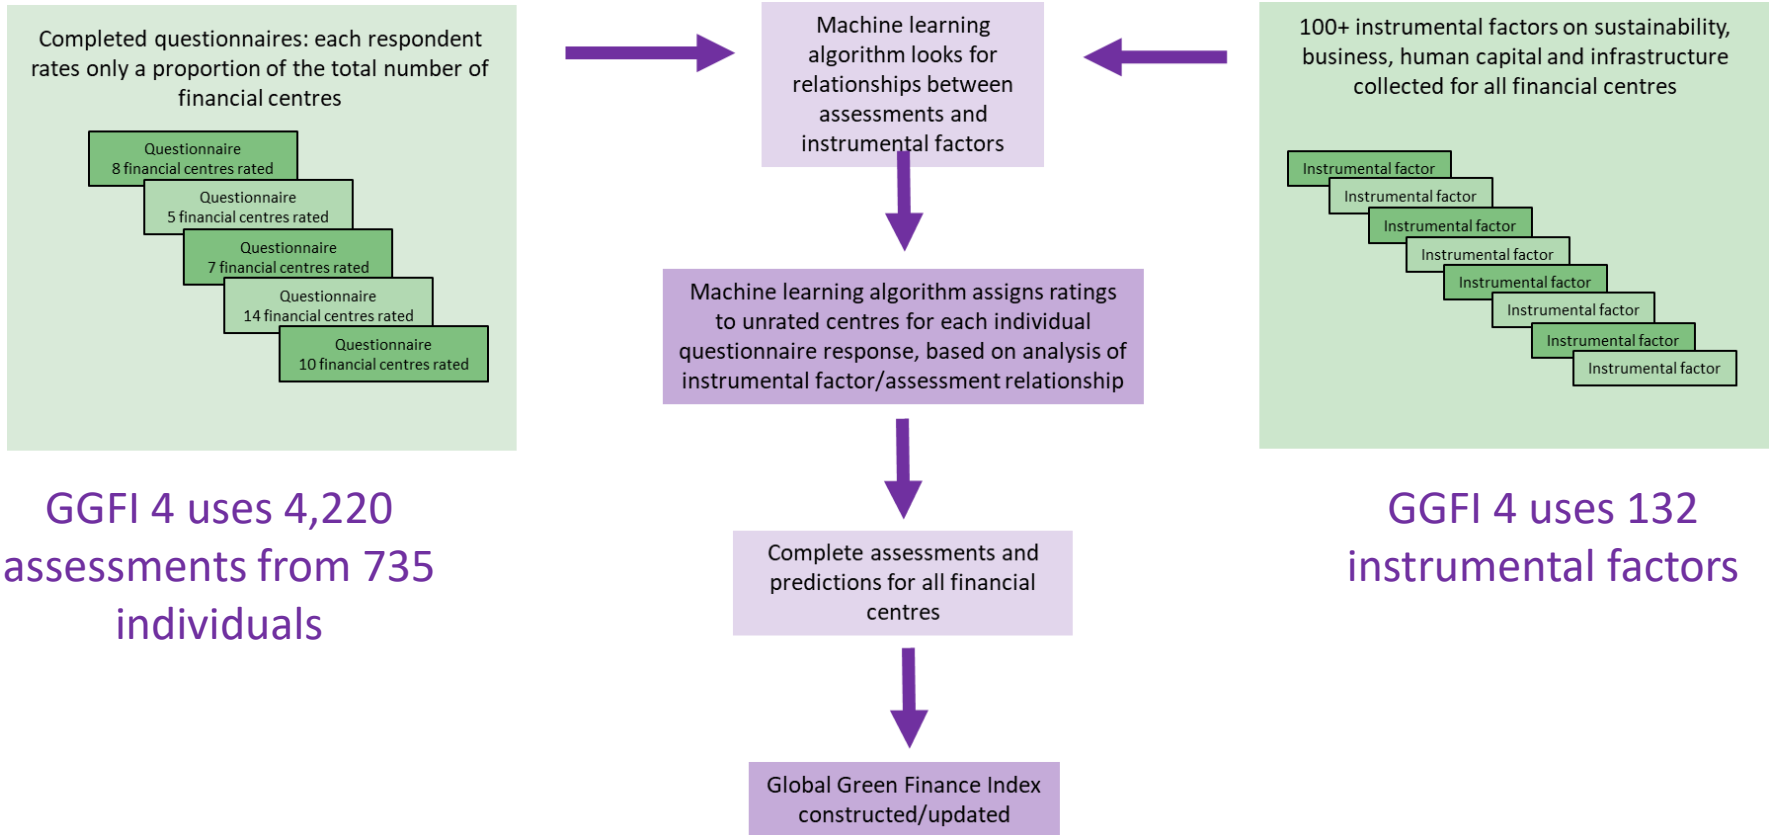 Completed questionnaires: each respondent
rates only a proportion of the total number of
financial centres
Questionnaire
8 financial centres rated
Questionnaire
5 financial centres rated
Questionnaire
7 financial centres rated
Questionnaire
14 financial centres rated
Questionnaire
10 financial centres rated
GGFI 4 uses 4,220
assessments from 735
individuals
Machine learning
algorithm looks for
relationships between
assessments and
instrumental factors
Machine learning algorithm assigns ratings
to unrated centres for each individual
questionnaire response, based on analysis of
instrumental factor/assessment relationship
Complete assessments and
predictions for all financial
centres
Global Green Finance Index
constructed/updated
100+ instrumental factors on sustainability,
business, human capital and infrastructure
collected for all financial centres
Instrumental factor
Instrumental factor
Instrumental factor
Instrumental factor
Instrumental factor
Instrumental factor
Instrumental factor
Instrumental factor
GGFI 4 uses 132
instrumental factors